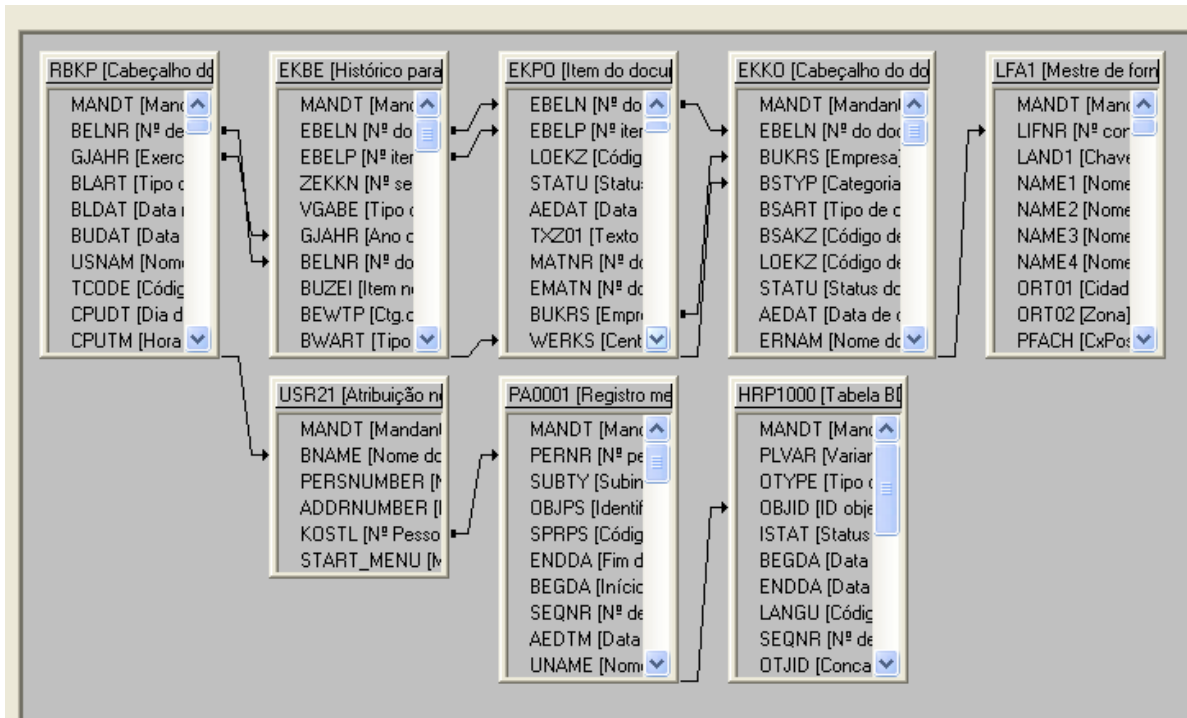 RBKP [Cabeçalho do
MANDT [Mand
BELNR [Nº de
GJAHR [Exerc
BLART [Tipo d
BLDAT [Data
BUDAT [Data
USNAM [Nom
TCODE [Códig
CPUDT [Dia d
CPUTM [Hora
EKBE [Histórico para
MANDT [Mand
EBELN [Nº do
EBELP [Nº iter
ZEKKN [Nº se
VGABE [Tipo
GJAHR [Ano
BELNR [Nº do
BUZEI [Item n
BEWTP [Ctg.
BWART [Tipo
EKPO [Item do docu
EBELN [Nº do
EBELP [Nº iter
LOEKZ [Códig
STATU [Status
AEDAT [Data
TXZ01 [Texto
MATNR [Nº d
EMATN [Nº d
BUKRS [Empr
WERKS [Cent
EKKO [Cabeçalho do do
MANDT [Mandan
EBELN [Nº do do
BUKRS [Empresa]
BSTYP [Categoria
BSART [Tipo de
BSAKZ [Código de
LOEKZ [Código de
STATU [Status do
AEDAT [Data de
ERNAM [Nome do
LFA1 [Mestre de forn
MANDT [Mand
LIFNR [Nº cor
LAND1 [Chave
NAME1 [Nome
NAME2 [Nome
NAME3 [Nome
NAME4 [Nome
ORT01 [Cidad
ORT02 [Zona]
PFACH [CxPos
USR21 [Atribuição n
MANDT [Mandan
BNAME [Nome do
PERSNUMBER [
ADDRNUMBER [
KOSTL [Nº Pesso
START_MENU [
PA0001 [Registro me
MANDT [Mand
PERNR [Nº pe
SUBTY [Subin
OBJPS [Identif
SPRPS [Códig
ENDDA [Fim d
BEGDA [Início
SEQNR [Nº de
AEDTM [Data
UNAME [Nom
HRP1000 [Tabela BD
MANDT [Mand
PLVAR [Varian
OTYPE [Tipo
OBJID [ID obje
ISTAT [Status
BEGDA [Data
ENDDA [Data
LANGU [Códig
SEQNR [Nº de
OTJID [Conca